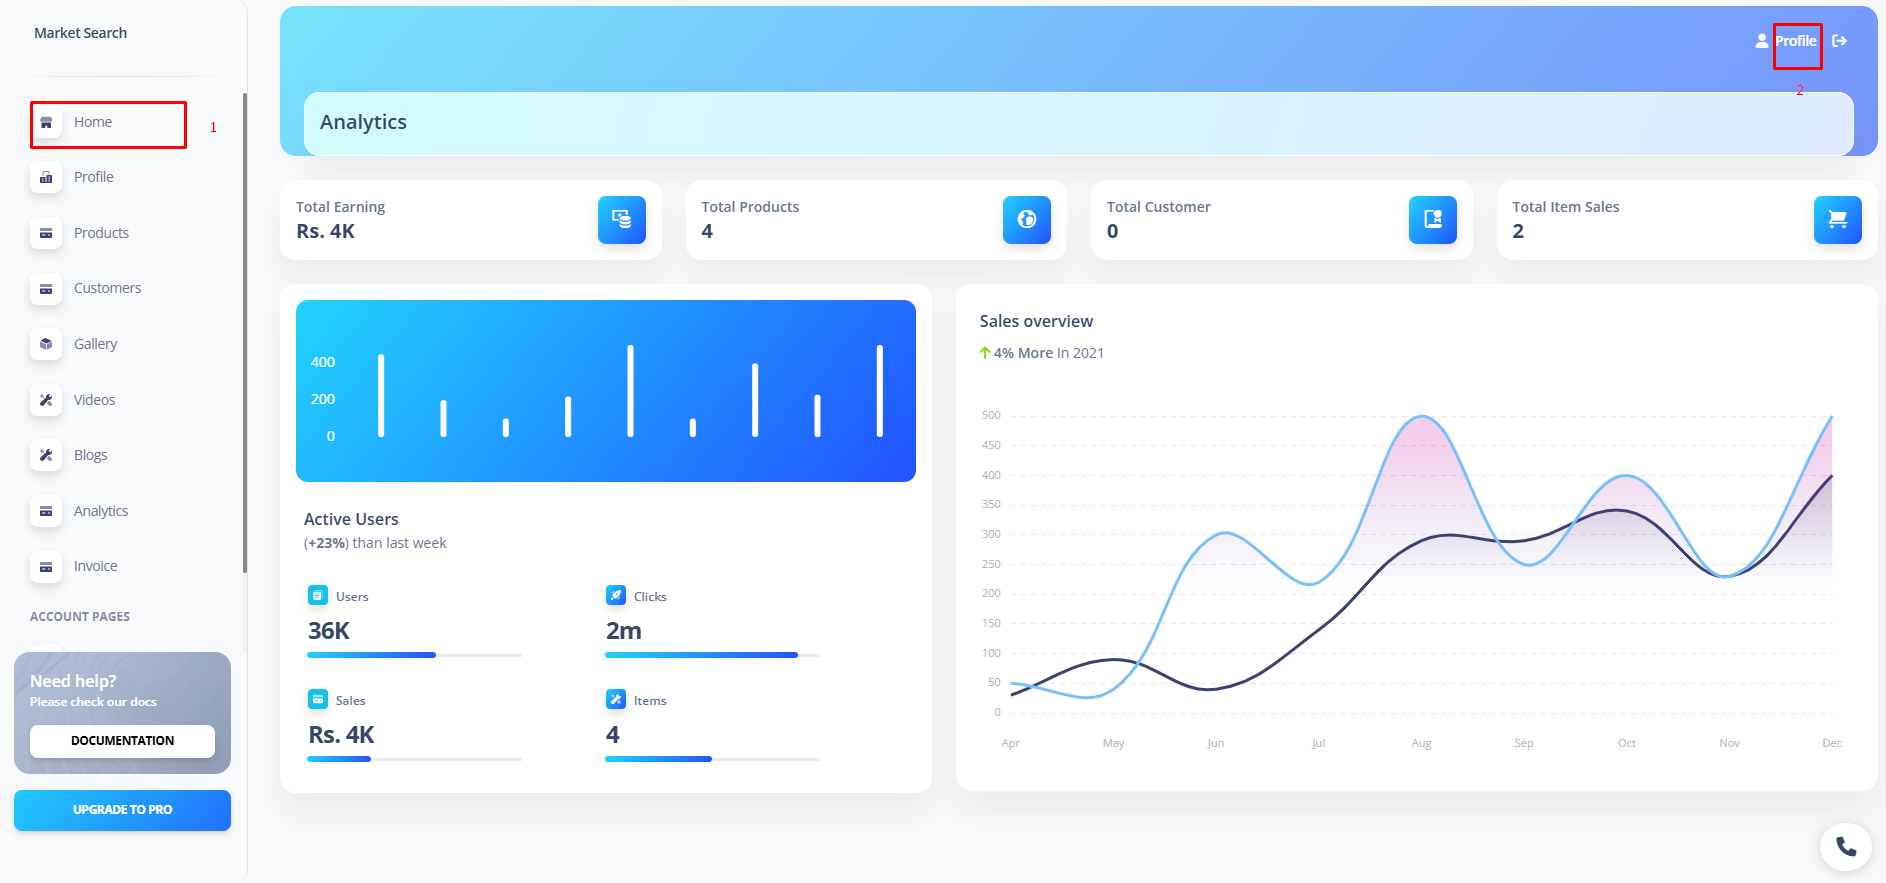 Market Search
Home
1
Profile
Products
Customers
Gallery
Videos
Blogs
Analytics
Invoice
ACCOUNT PAGES
Need help?
Please check our docs
DOCUMENTATION
UPGRADE TO PRO
Profile
2
Analytics
Total Earning
Rs. 4K
Total Products
4
Total Customer
0
Total Item Sales
2
400
200
0
Active Users
(+23%) than last week
Users
36K
Clicks
2m
Sales
Rs. 4K
Items
4
Sales overview
4% More In 2021
500
450
400
350
300
250
200
150
100
50
0
Apr May Jun Jul Aug Sep Oct Nov Dec